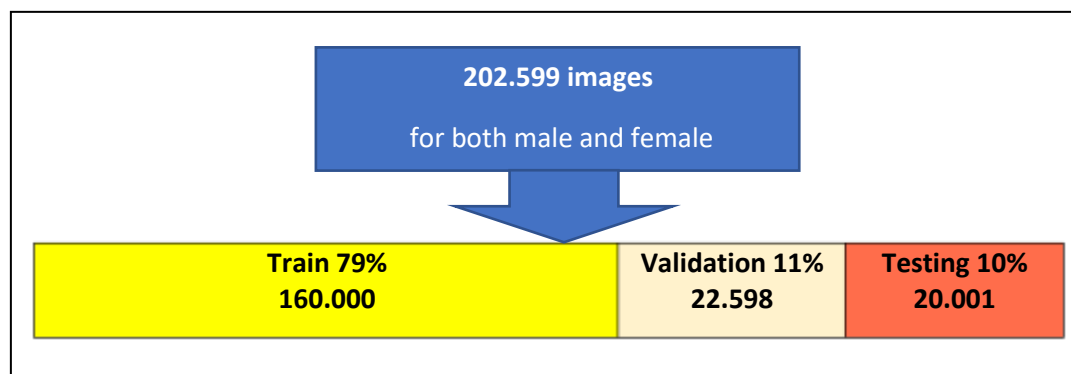 202.599 images
for both male and female
Train 79%
160.000
Validation 11%
22.598
Testing 10%
20.001